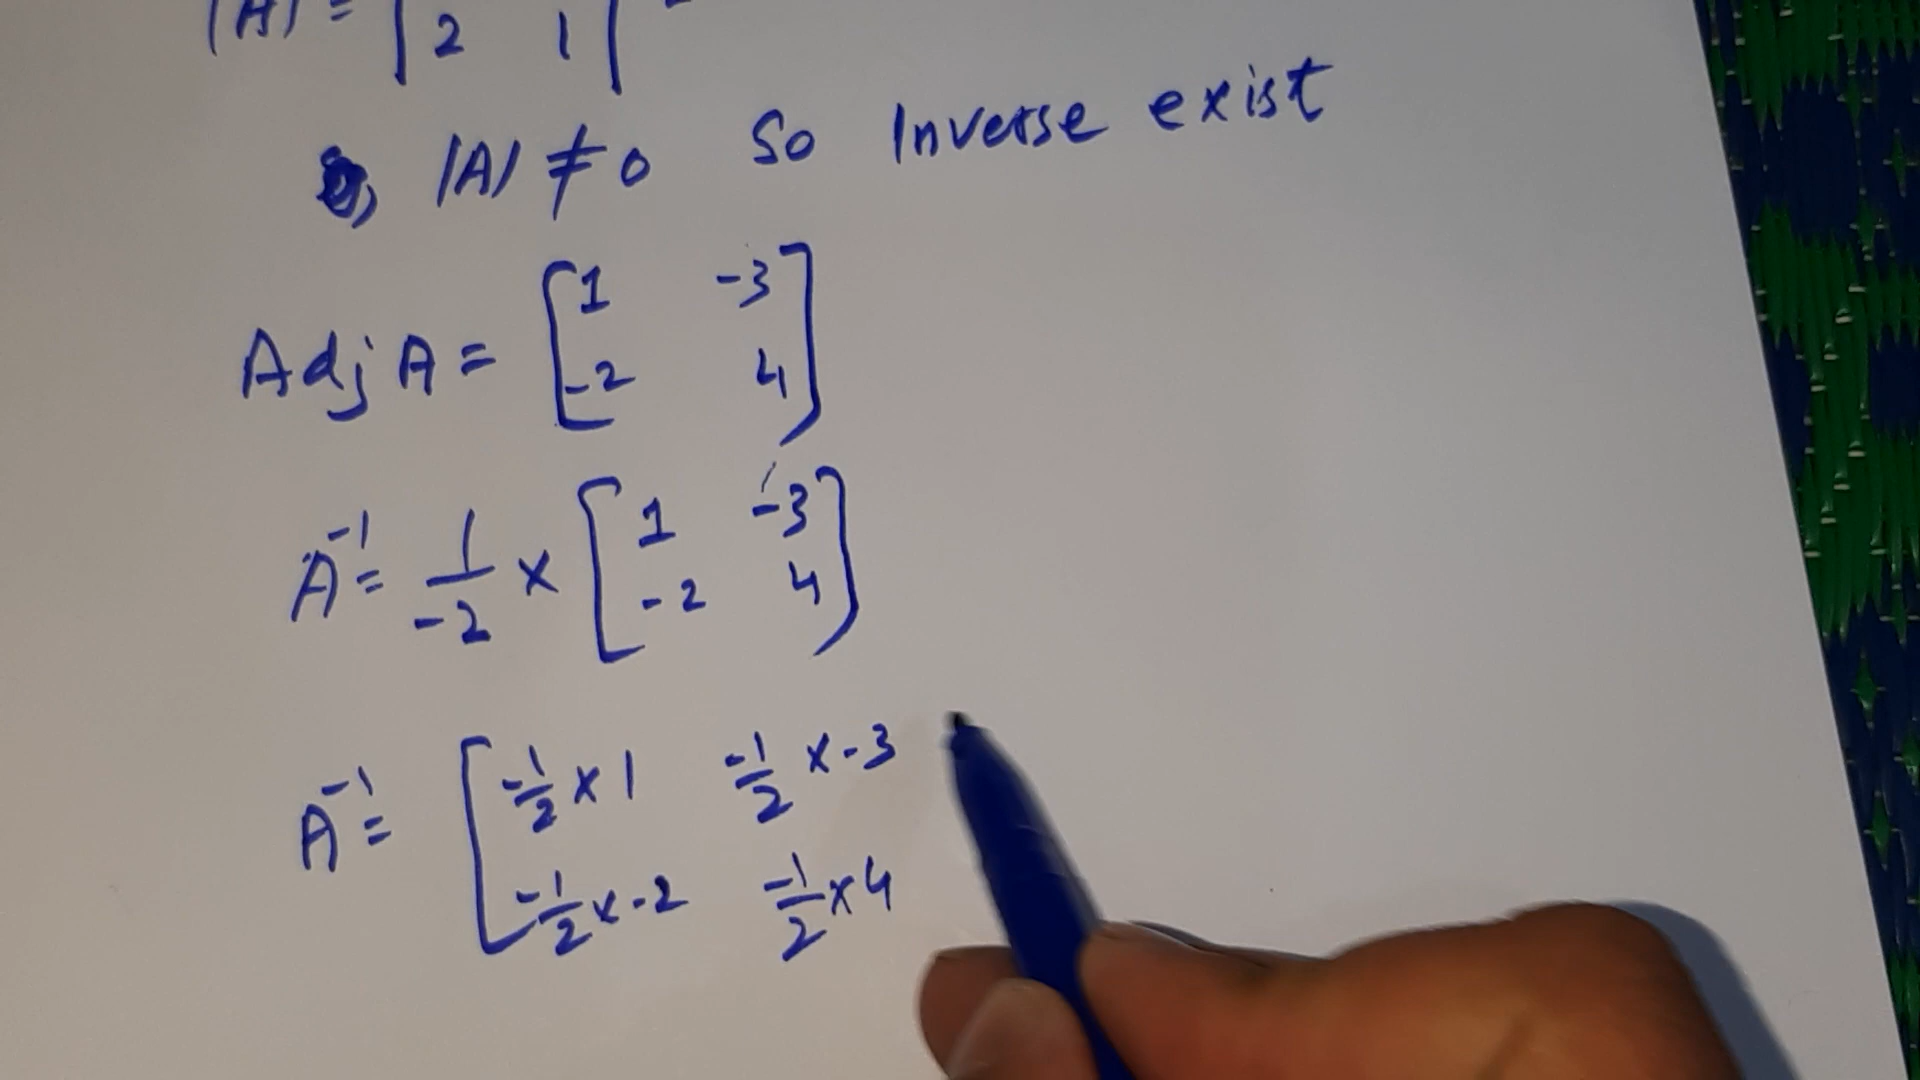 |A| = | 2 1 |
|A| ≠ 0 So Inverse exist
Adj A = [1 -3
-2 4]
A⁻¹ = 1/-2 × [1 -3
-2 4]
A⁻¹ = [-1/2 × 1 -1/2 × -3
-1/2 × -2 -1/2 × 4